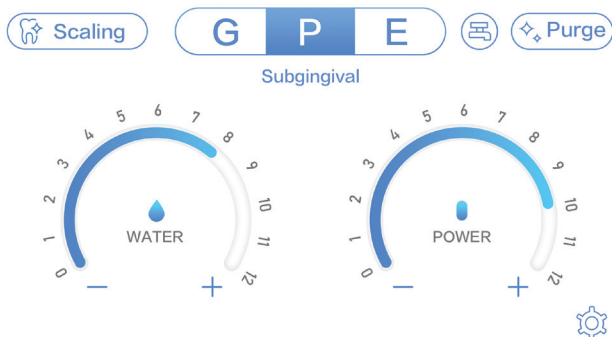 Scaling G P E Purge
Subgingival
0 1 2 3 4 5 6 7 8 9 10 11 12
WATER
− +
0 1 2 3 4 5 6 7 8 9 10 11 12
POWER
− +